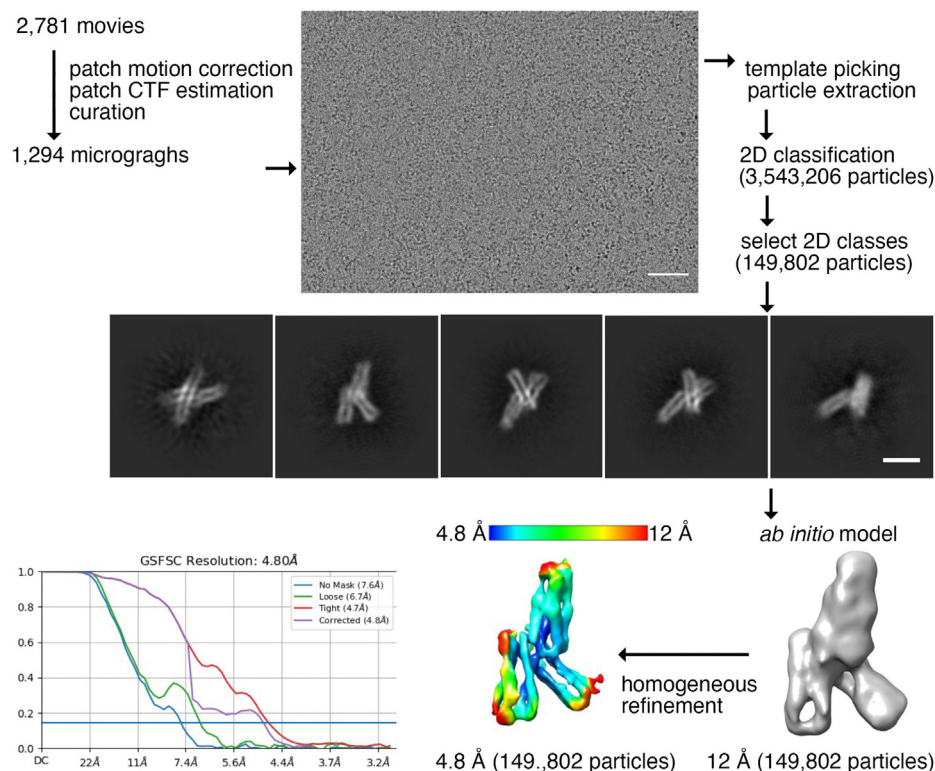 2,781 movies
patch motion correction
patch CTF estimation
curation
1,294 micrograghs
template picking
particle extraction
2D classification
(3,543,206 particles)
select 2D classes
(149,802 particles)
ab initio model
4.8 Å
12 Å
GSFSC Resolution: 4.80Å
No Mask (7.6Å)
Loose (6.7Å)
Tight (4.7Å)
Corrected (4.8Å)
1.0
0.8
0.6
0.4
0.2
0.0
DC
22Å
11Å
7.4Å
5.6Å
4.4Å
3.7Å
3.2Å
homogeneous
refinement
4.8 Å (149.,802 particles)
12 Å (149,802 particles)